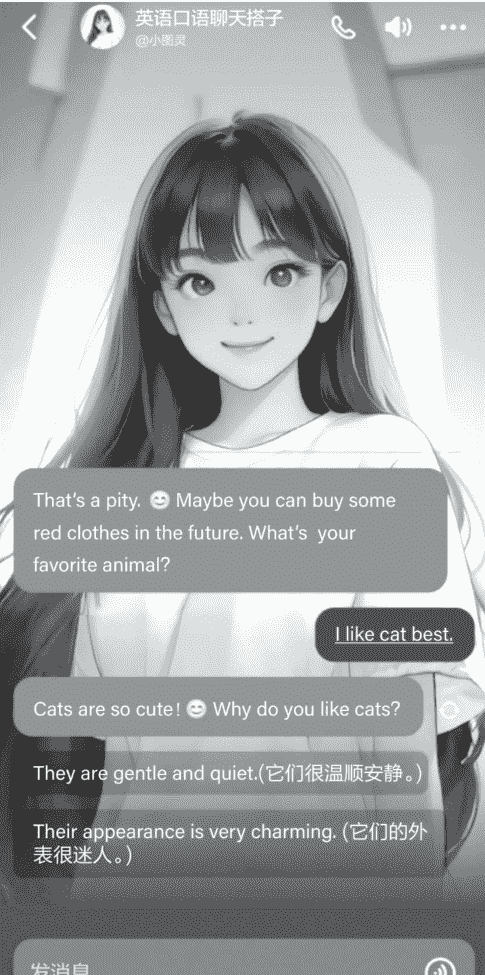 英语口语聊天搭子
@小图灵
That's a pity. 😊 Maybe you can buy some
red clothes in the future. What's your
favorite animal?
I like cat best.
Cats are so cute! 😊 Why do you like cats?
They are gentle and quiet.(它们很温顺安静。)
Their appearance is very charming. (它们的外
表很迷人。)
发消息